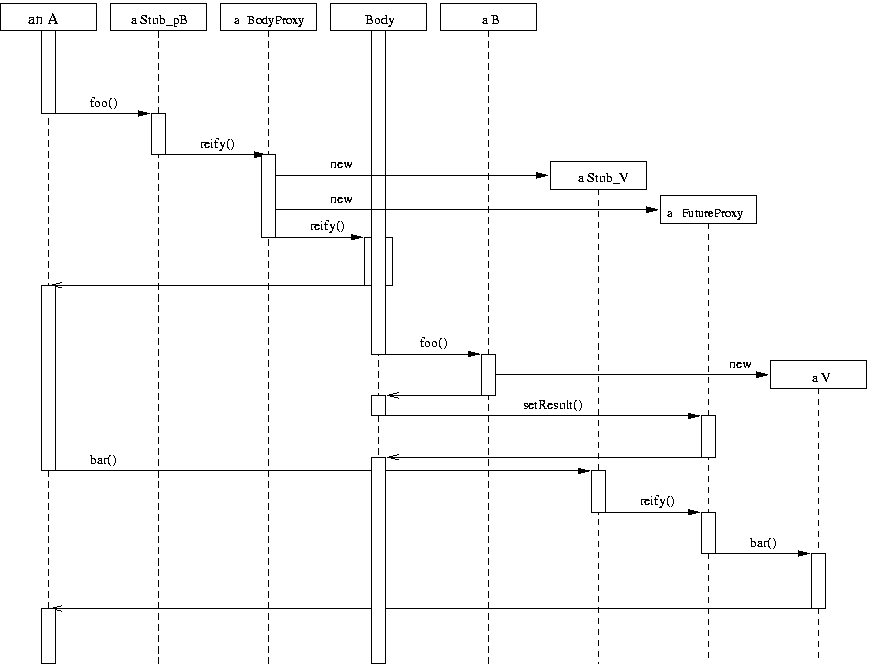 an A
a Stub_pB
a BodyProxy
Body
a B
foo()
reify()
new
a Stub_V
new
a FutureProxy
reify()
foo()
new
a V
setResult()
bar()
reify()
bar()